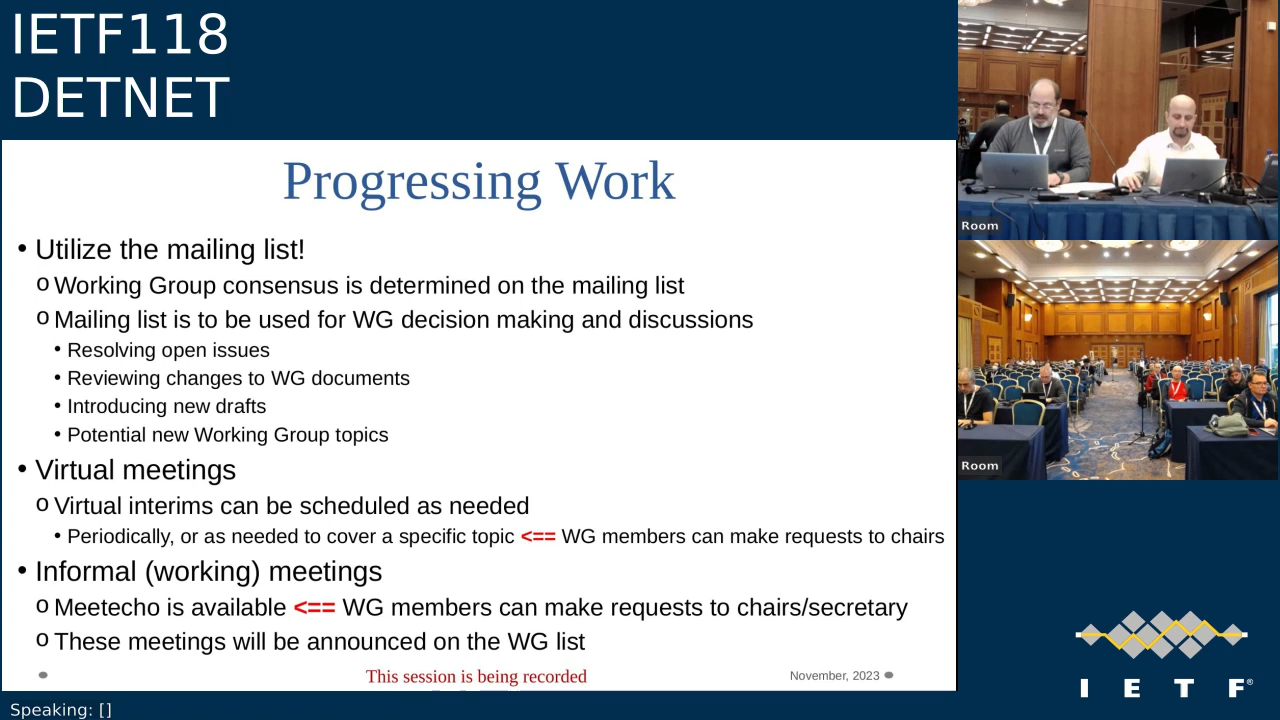 IETF118
DETNET
Progressing Work
• Utilize the mailing list!
o Working Group consensus is determined on the mailing list
o Mailing list is to be used for WG decision making and discussions
• Resolving open issues
• Reviewing changes to WG documents
• Introducing new drafts
• Potential new Working Group topics
• Virtual meetings
o Virtual interims can be scheduled as needed
• Periodically, or as needed to cover a specific topic <== WG members can make requests to chairs
• Informal (working) meetings
o Meetecho is available <== WG members can make requests to chairs/secretary
o These meetings will be announced on the WG list
This session is being recorded
November, 2023
Room
Room
I E T F®
Speaking: []